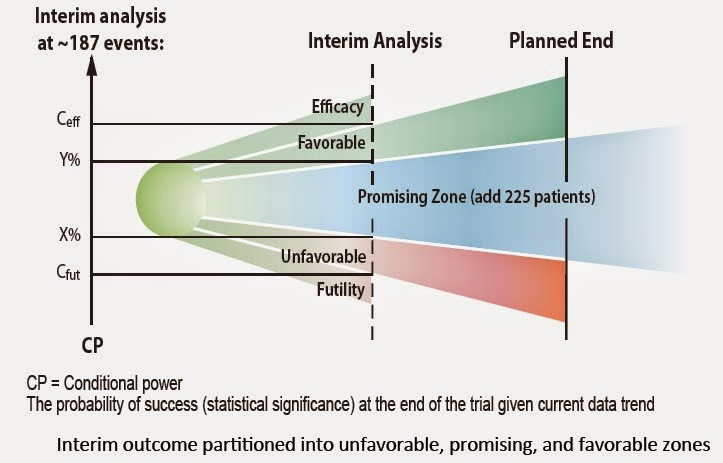 Interim analysis
at ~187 events:
Interim Analysis
Planned End
Efficacy
Ceff
Favorable
Y%
Promising Zone (add 225 patients)
X%
Unfavorable
Cfut
Futility
CP
CP = Conditional power
The probability of success (statistical significance) at the end of the trial given current data trend
Interim outcome partitioned into unfavorable, promising, and favorable zones